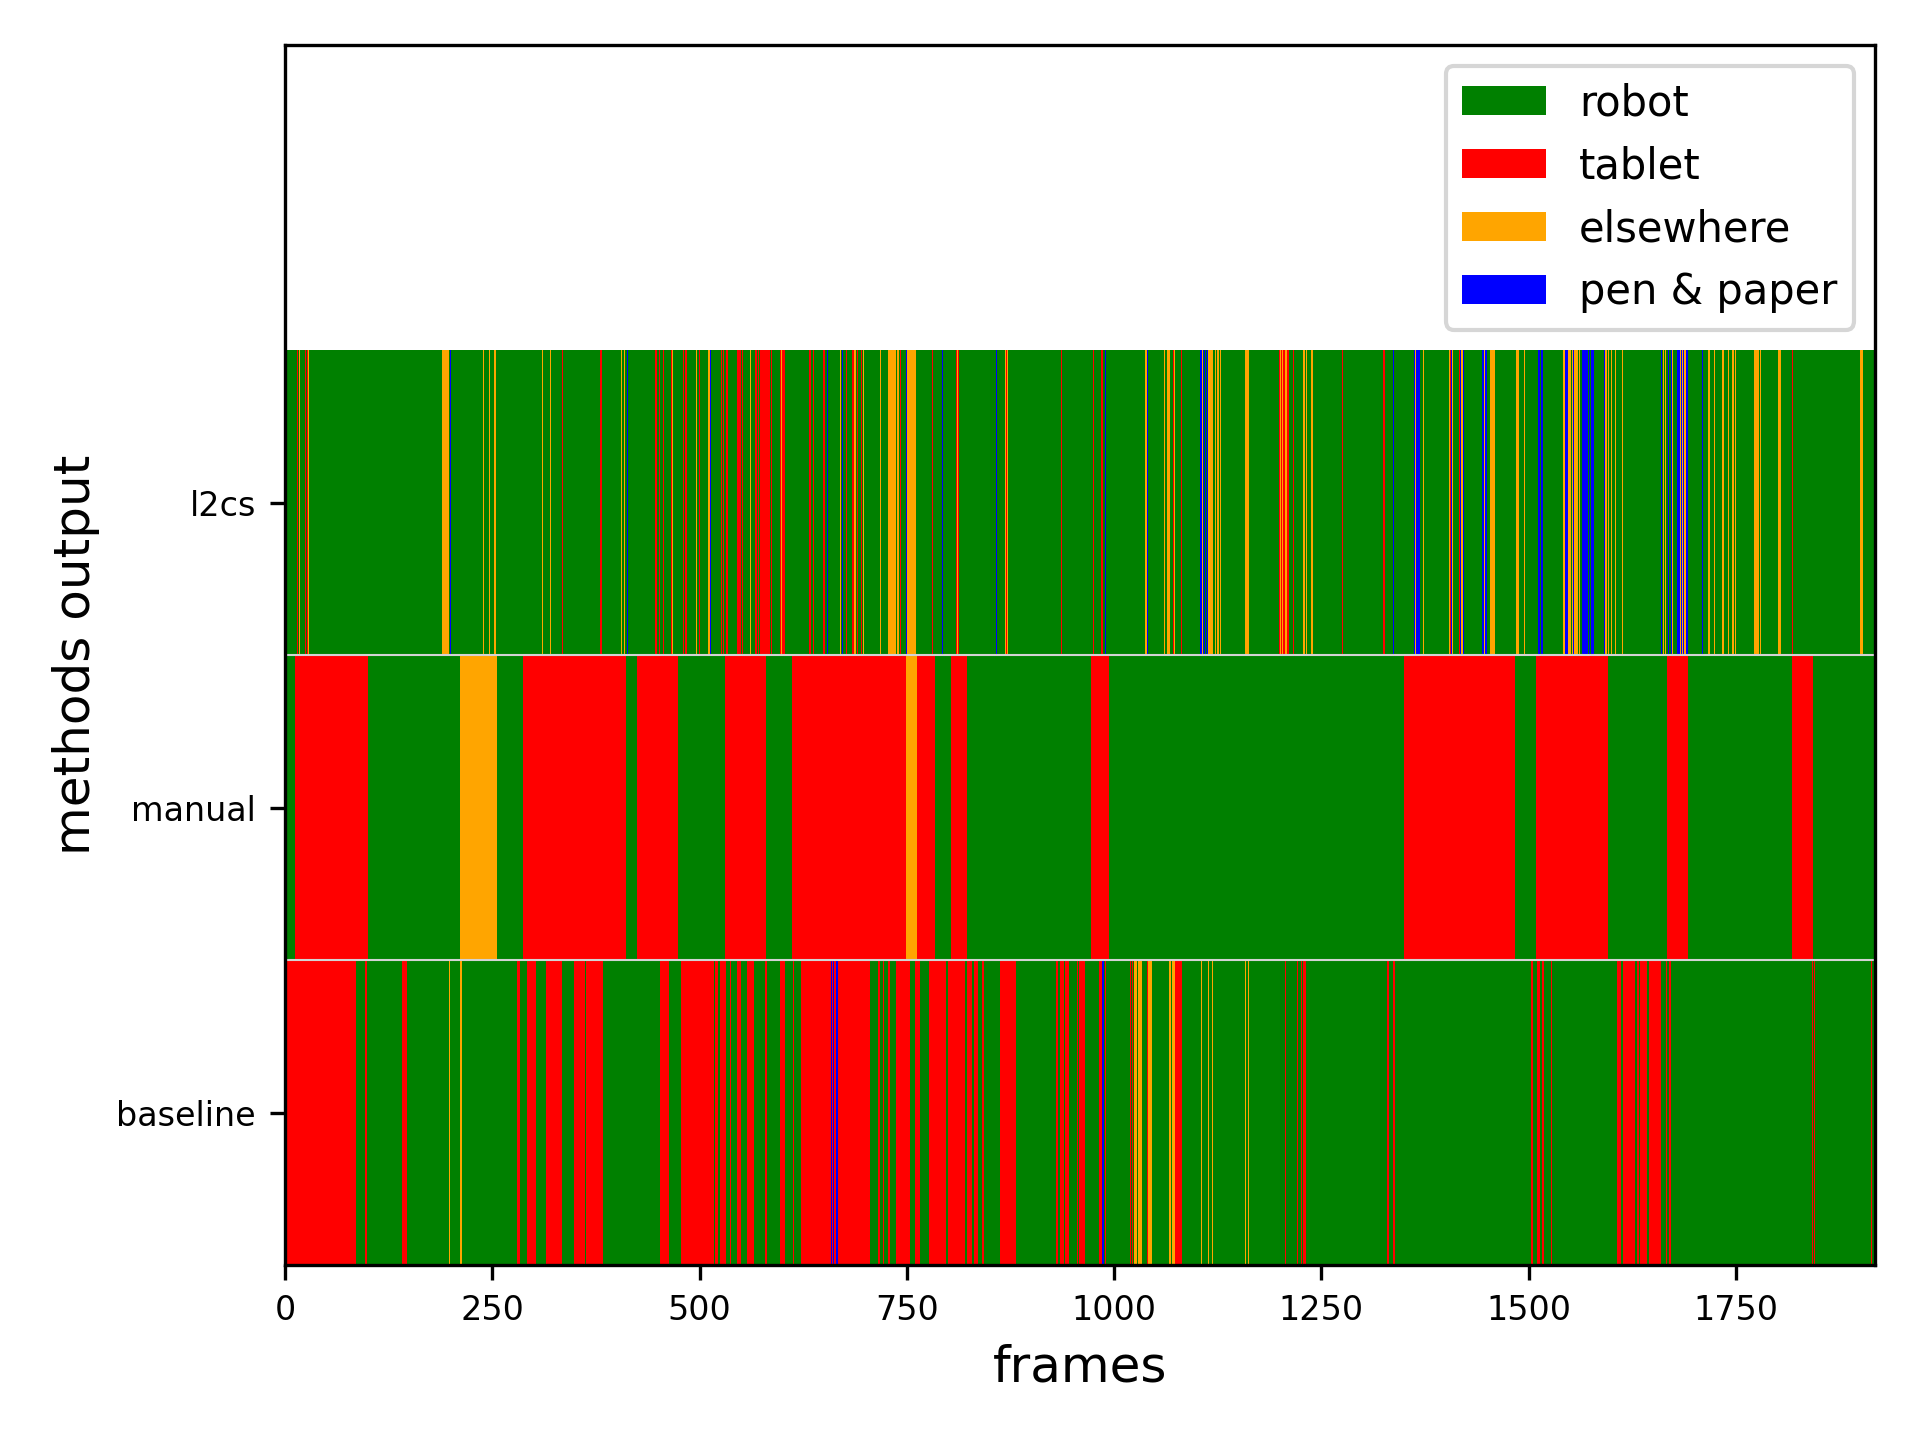 robot
tablet
elsewhere
pen & paper
methods output
l2cs
manual
baseline
0 250 500 750 1000 1250 1500 1750
frames